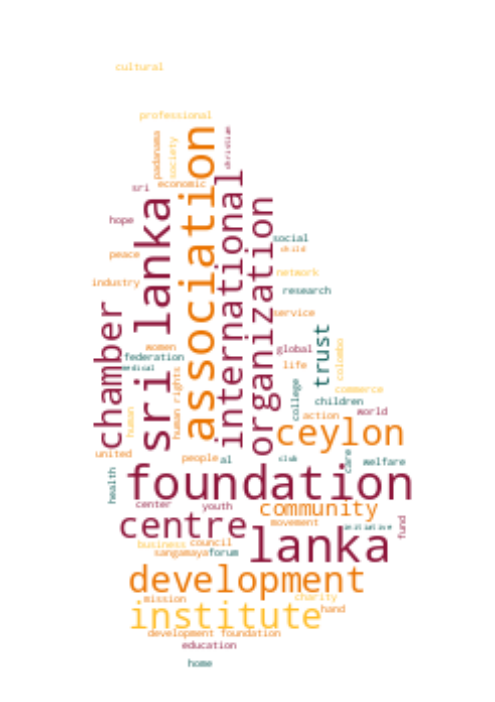 cultural
professional
christian
padanama
society
association
economic
sri
international
sri lanka
organization
hope
social
child
peace
network
industry
research
chamber
service
trust
women
global
colombo
federation
medical
life
human rights
college
commerce
children
human
action
world
ceylon
united
people
al
club
care
welfare
health
foundation
center
youth
community
centre
movement
initiative
fund
business
council
lanka
sangamaya
forum
development
mission
charity
institute
hand
development foundation
education
home